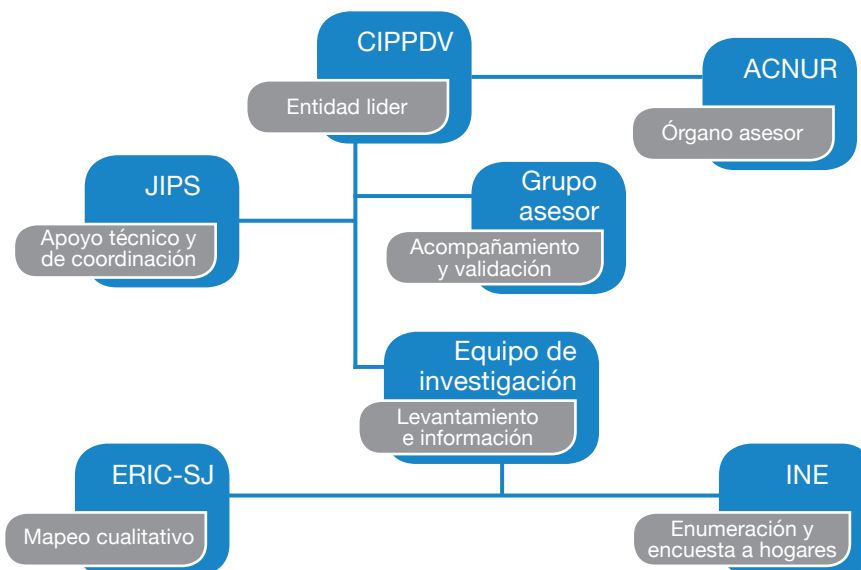 CIPPDV
Entidad lider
ACNUR
Órgano asesor
JIPS
Apoyo técnico y
de coordinación
Grupo
asesor
Acompañamiento
y validación
Equipo de
investigación
Levantamiento
e información
ERIC-SJ
Mapeo cualitativo
INE
Enumeración y
encuesta a hogares